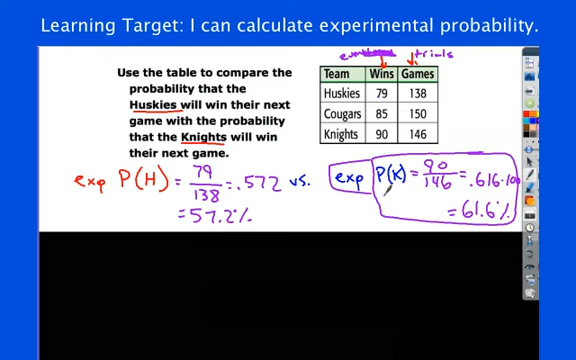 Learning Target: I can calculate experimental probability.
trials
Use the table to compare the
probability that the
Huskies will win their next
game with the probability
that the Knights will win
their next game.
Team Wins Games
Huskies 79 138
Cougars 85 150
Knights 90 146
exp P(H) = 79/138 = .572 vs.
= 57.2%
exp P(K) = 90/146 = .616·100
= 61.6%